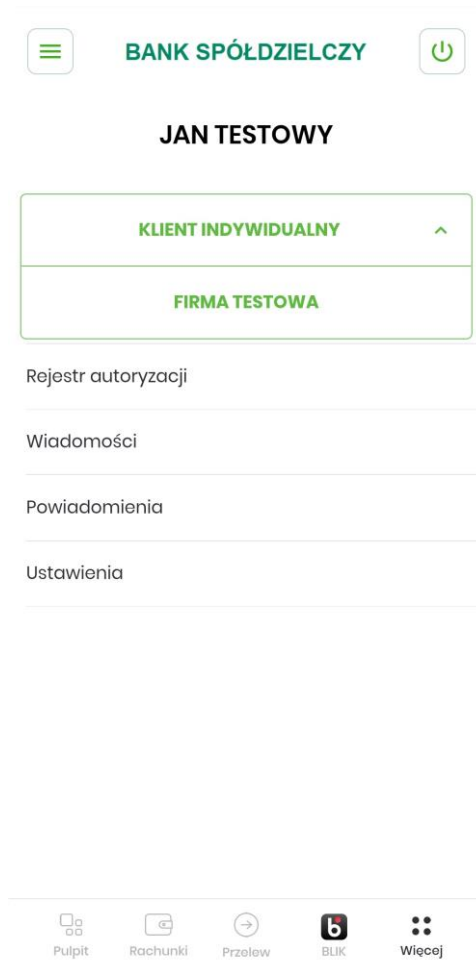 BANK SPÓŁDZIELCZY
JAN TESTOWY
KLIENT INDYWIDUALNY
FIRMA TESTOWA
Rejestr autoryzacji
Wiadomości
Powiadomienia
Ustawienia
Pulpit Rachunki Przelew BLIK Więcej